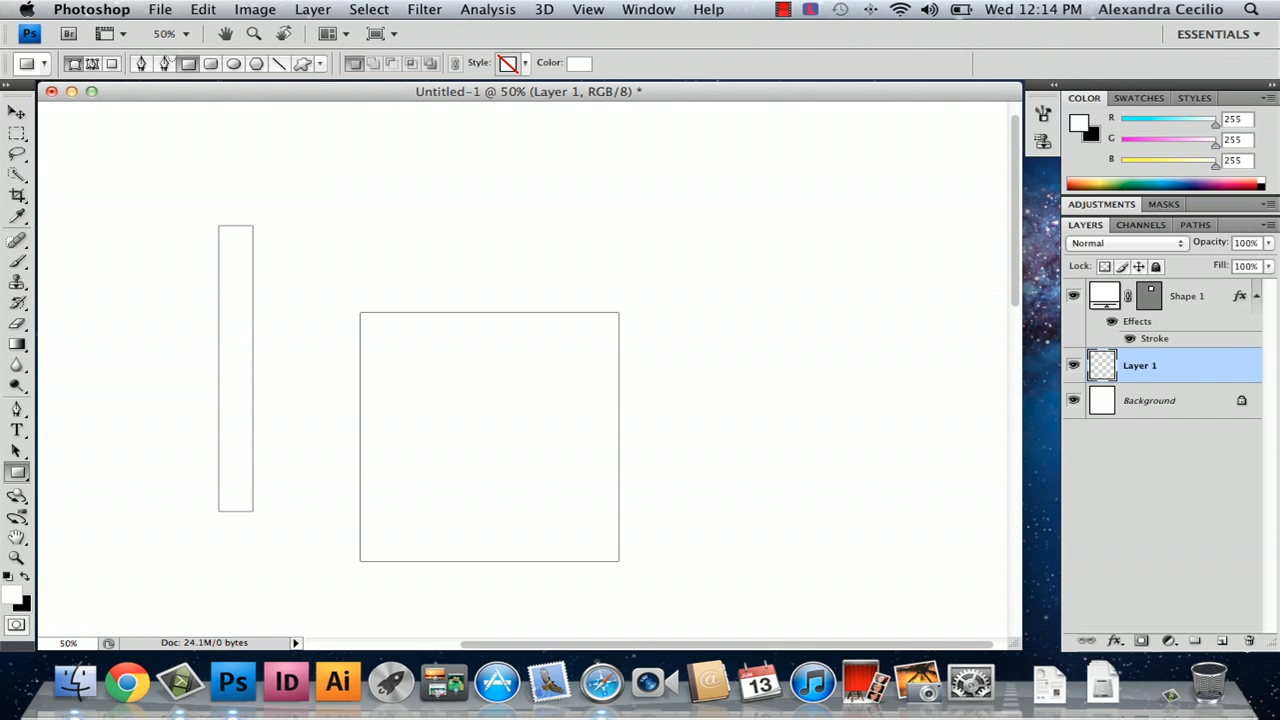 Photoshop File Edit Image Layer Select Filter Analysis 3D View Window Help Wed 12:14 PM Alexandra Cecilio
Ps Br 50% ESSENTIALS
Style: Color:
Untitled-1 @ 50% (Layer 1, RGB/8) *
COLOR SWATCHES STYLES
R 255
G 255
B 255
ADJUSTMENTS MASKS
LAYERS CHANNELS PATHS
Normal Opacity: 100%
Lock: Fill: 100%
Shape 1 fx
Effects
Stroke
Layer 1
Background
T
50% Doc: 24.1M/0 bytes
fx
Ps ID Ai JUN 13